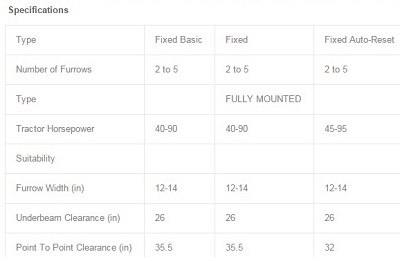 Specifications
Type Fixed Basic Fixed Fixed Auto-Reset
Number of Furrows 2 to 5 2 to 5 2 to 5
Type FULLY MOUNTED
Tractor Horsepower 40-90 40-90 45-95
Suitability
Furrow Width (in) 12-14 12-14 12-14
Underbeam Clearance (in) 26 26 26
Point To Point Clearance (in) 35.5 35.5 32